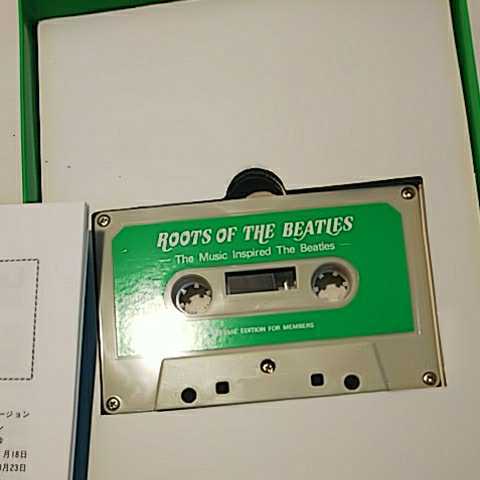 ROOTS OF THE BEATLES
— The Music Inspired The Beatles —
EDITION FOR MEMBERS
ージョン
ン
月18日
月23日